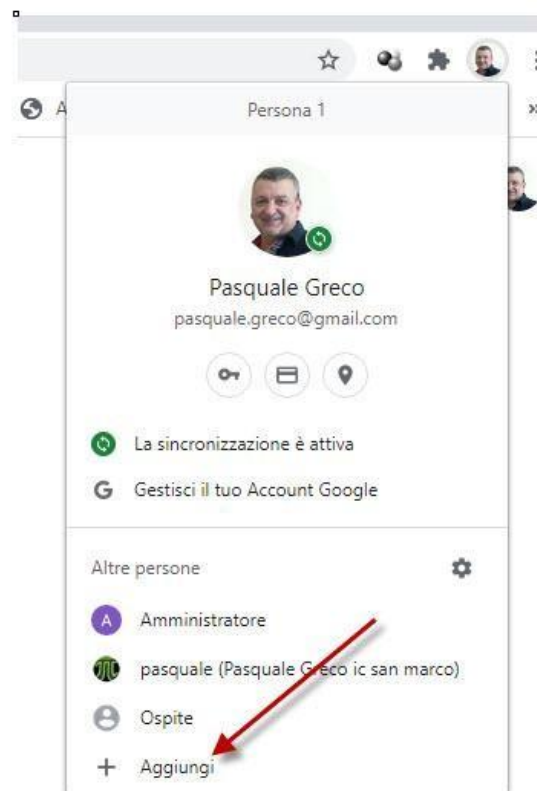 A
Persona 1
Pasquale Greco
pasquale.greco@gmail.com
La sincronizzazione è attiva
G Gestisci il tuo Account Google
Altre persone
A Amministratore
pasquale (Pasquale Greco ic san marco)
Ospite
+ Aggiungi